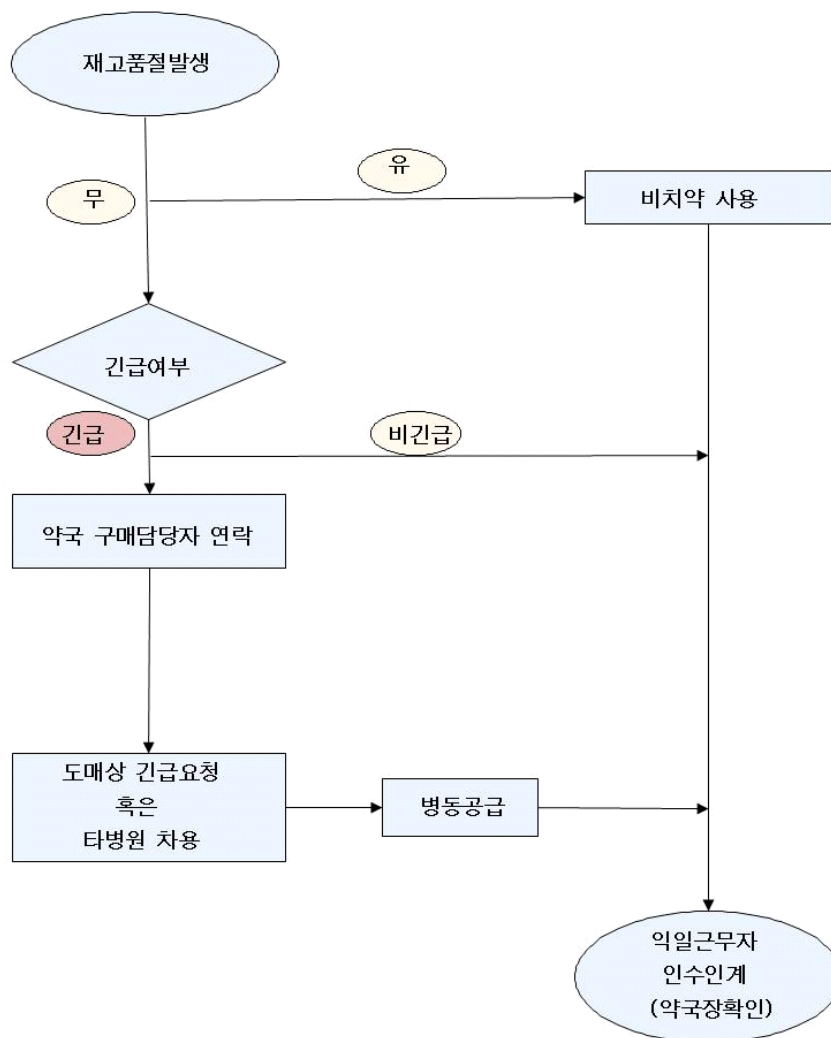 재고품절발생
유
무
비치약 사용
긴급여부
긴급
비긴급
약국 구매담당자 연락
도매상 긴급요청
혹은
타병원 차용
병동공급
익일근무자
인수인계
(약국장확인)